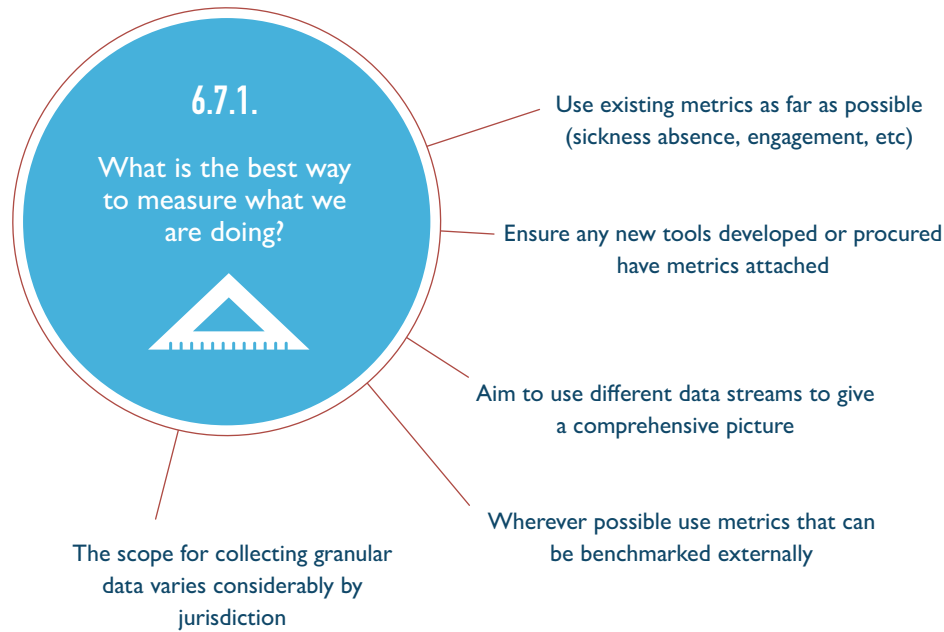 6.7.1.
What is the best way
to measure what we
are doing?
Use existing metrics as far as possible
(sickness absence, engagement, etc)
Ensure any new tools developed or procured
have metrics attached
Aim to use different data streams to give
a comprehensive picture
Wherever possible use metrics that can
be benchmarked externally
The scope for collecting granular
data varies considerably by
jurisdiction